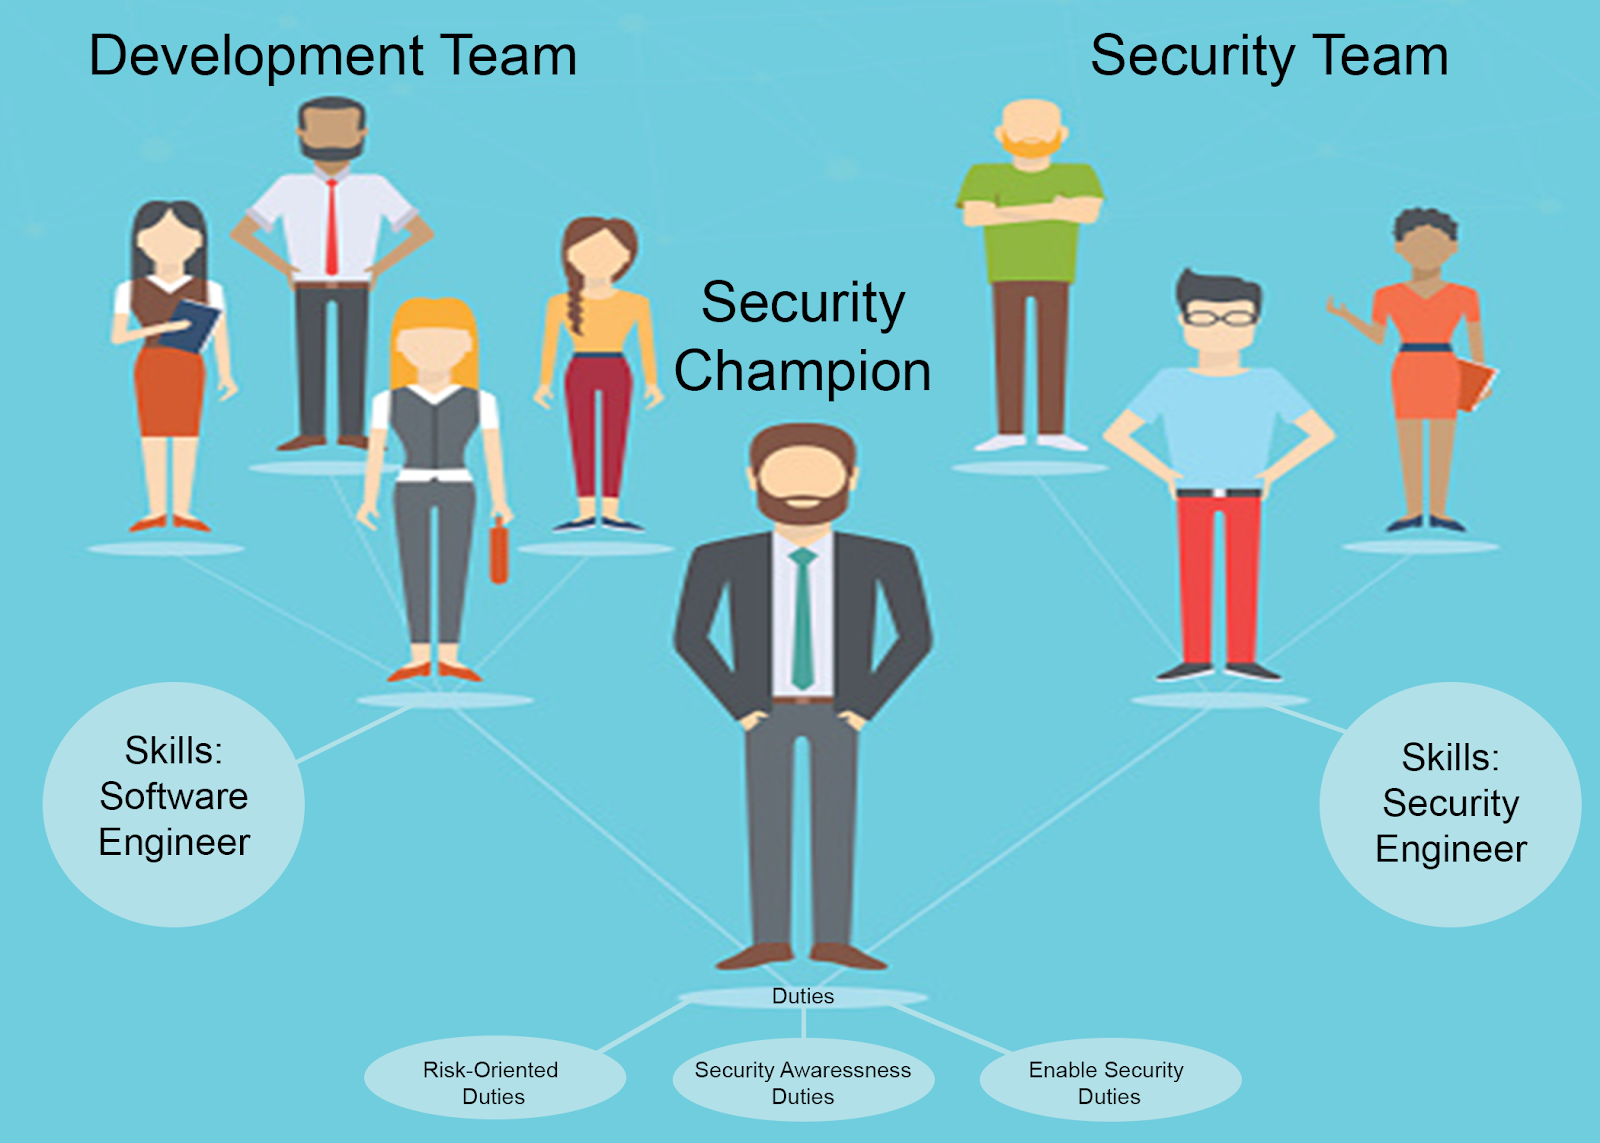 Development Team
Security Team
Security
Champion
Skills:
Software
Engineer
Skills:
Security
Engineer
Duties
Risk-Oriented
Duties
Security Awaressness
Duties
Enable Security
Duties